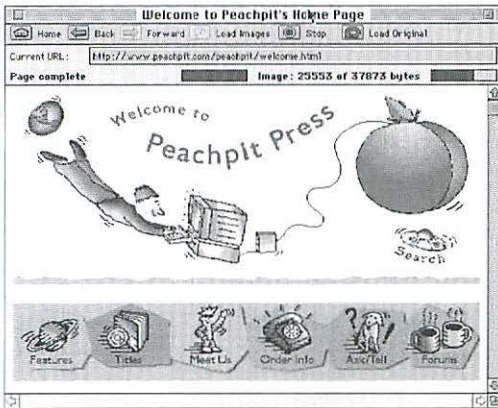 Welcome to Peachpit's Home Page
Home Back Forward Load Images Stop Load Original
Current URL: http://www.peachpit.com/peachpit/welcome.html
Page complete Image: 25553 of 37873 bytes
Welcome to
Peachpit Press
Search
Features Titles Meet Us Order Info Ask/Tell Forums